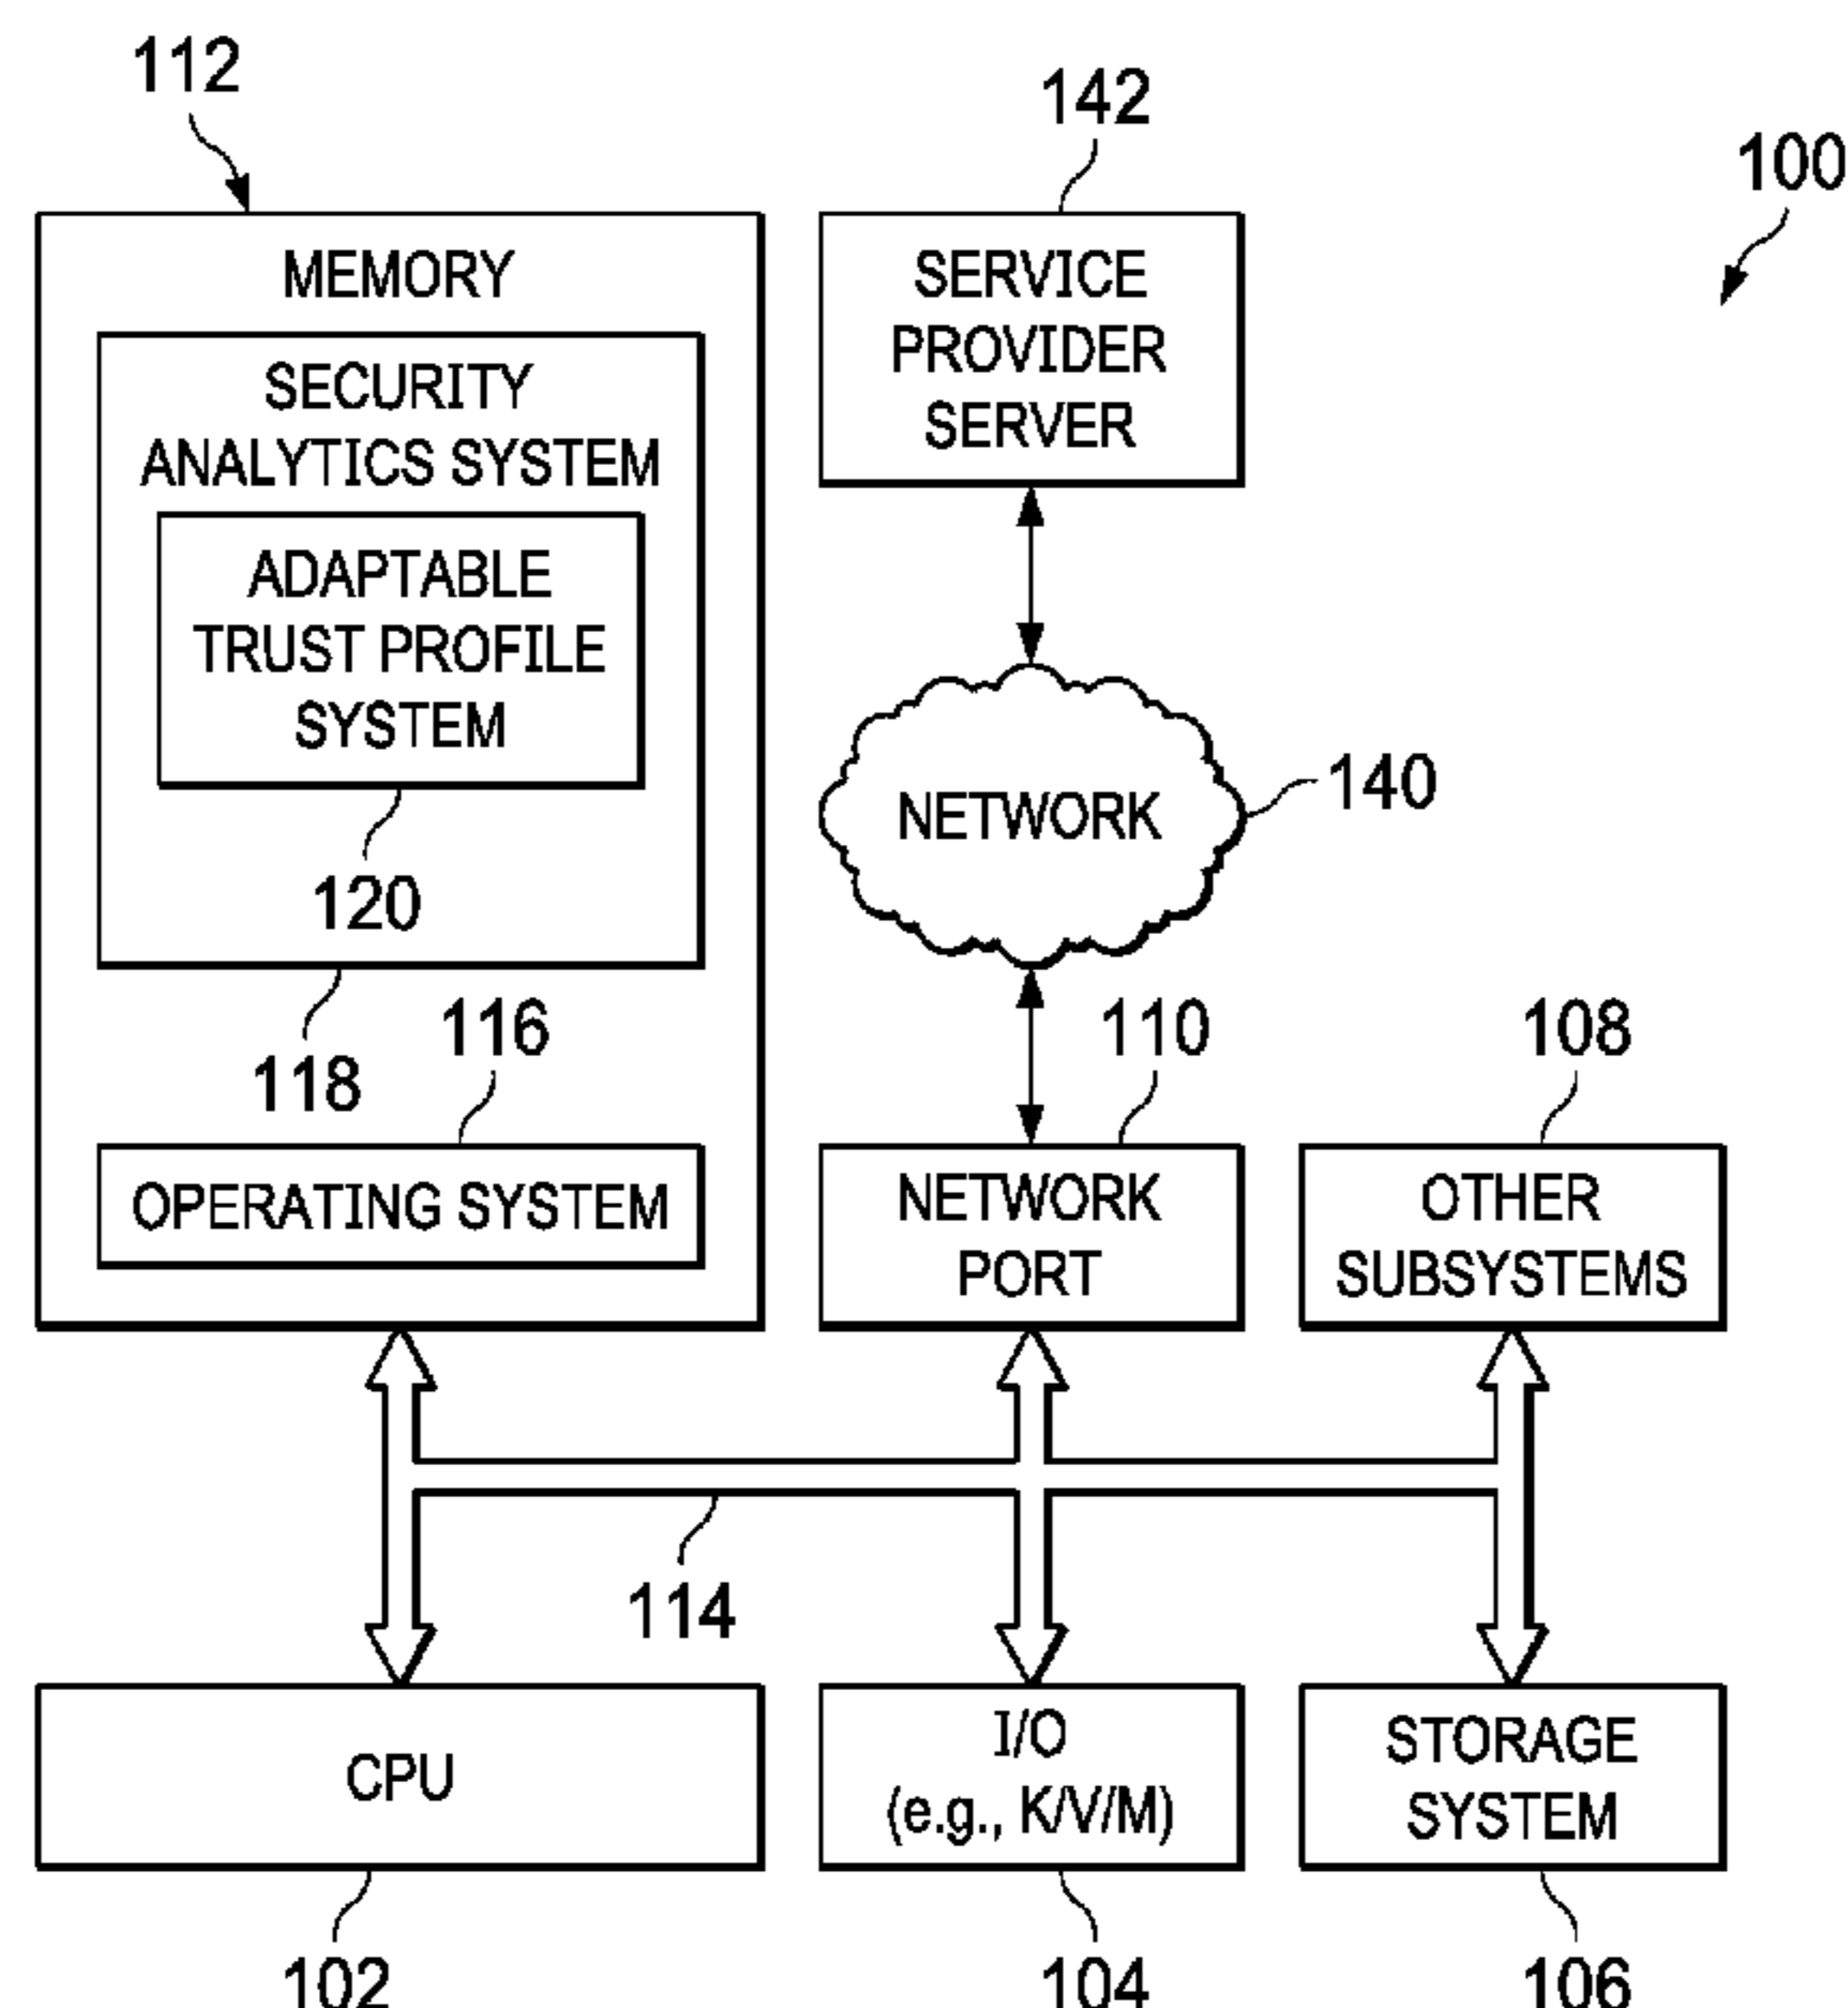 112
142
100
MEMORY
SECURITY
ANALYTICS SYSTEM
ADAPTABLE
TRUST PROFILE
SYSTEM
120
118
116
OPERATING SYSTEM
SERVICE
PROVIDER
SERVER
NETWORK
140
110
108
NETWORK
PORT
OTHER
SUBSYSTEMS
114
CPU
I/O
(e.g., K/V/M)
STORAGE
SYSTEM
102
104
106